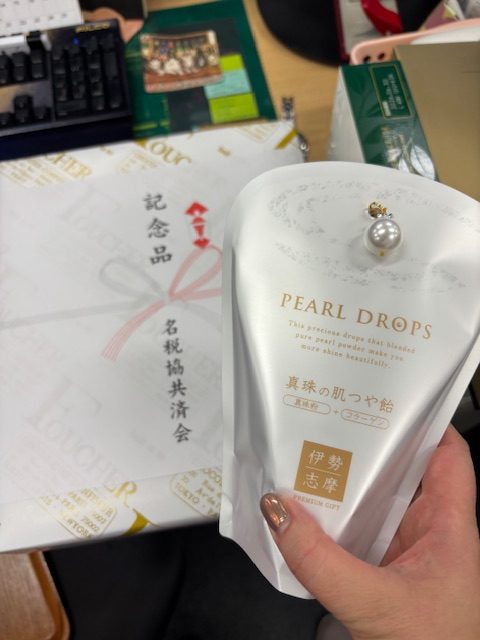 記念品
名税協共済会
TOUCHER
TOUCHER
PEARL DROPS
This precious drops that blended
pure pearl powder make you
more shine beautifully.
真珠の肌つや飴
真珠粉 + コラーゲン
伊勢
志摩
PREMIUM GIFT